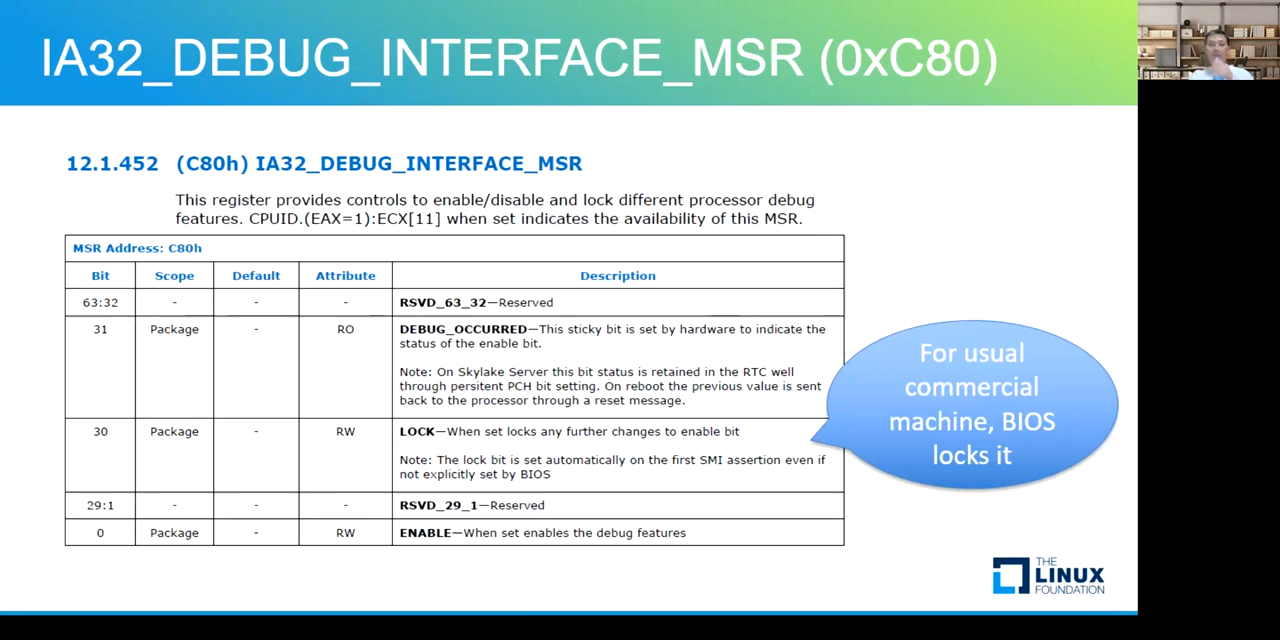 IA32_DEBUG_INTERFACE_MSR (0xC80)
12.1.452 (C80h) IA32_DEBUG_INTERFACE_MSR
This register provides controls to enable/disable and lock different processor debug
features. CPUID.(EAX=1):ECX[11] when set indicates the availability of this MSR.
MSR Address: C80h
Bit Scope Default Attribute Description
63:32 - - - RSVD_63_32—Reserved
31 Package - RO DEBUG_OCCURRED—This sticky bit is set by hardware to indicate the
status of the enable bit.
Note: On Skylake Server this bit status is retained in the RTC well
through persitent PCH bit setting. On reboot the previous value is sent
back to the processor through a reset message.
30 Package - RW LOCK—When set locks any further changes to enable bit
Note: The lock bit is set automatically on the first SMI assertion even if
not explicitly set by BIOS
29:1 - - - RSVD_29_1—Reserved
0 Package - RW ENABLE—When set enables the debug features
For usual
commercial
machine, BIOS
locks it
THE
LINUX
FOUNDATION